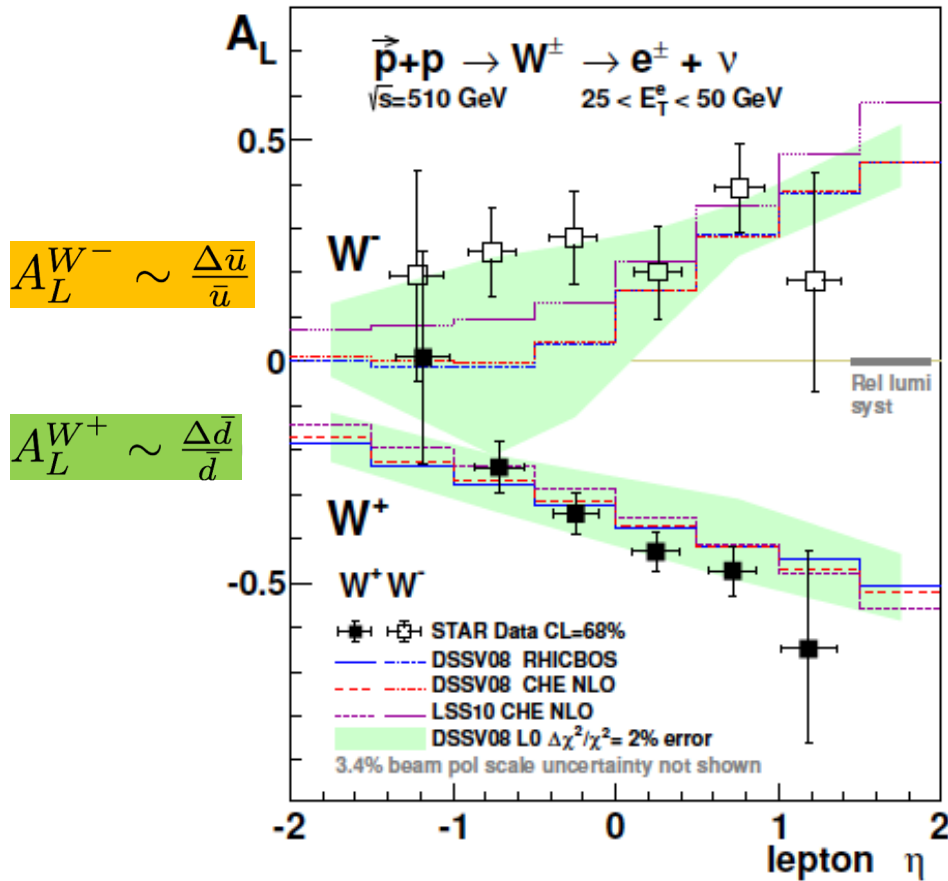 A_L
p⃗+p → W^± → e^± + ν
√s=510 GeV 25 < E_T^e < 50 GeV
0.5
W^-
A_L^{W^-} ∼ Δū/ū
0
Rel lumi
syst
A_L^{W^+} ∼ Δd̄/d̄
W^+
-0.5
W^+ W^-
STAR Data CL=68%
DSSV08 RHICBOS
DSSV08 CHE NLO
LSS10 CHE NLO
DSSV08 L0 Δχ²/χ²= 2% error
3.4% beam pol scale uncertainty not shown
-2 -1 0 1 2
lepton η